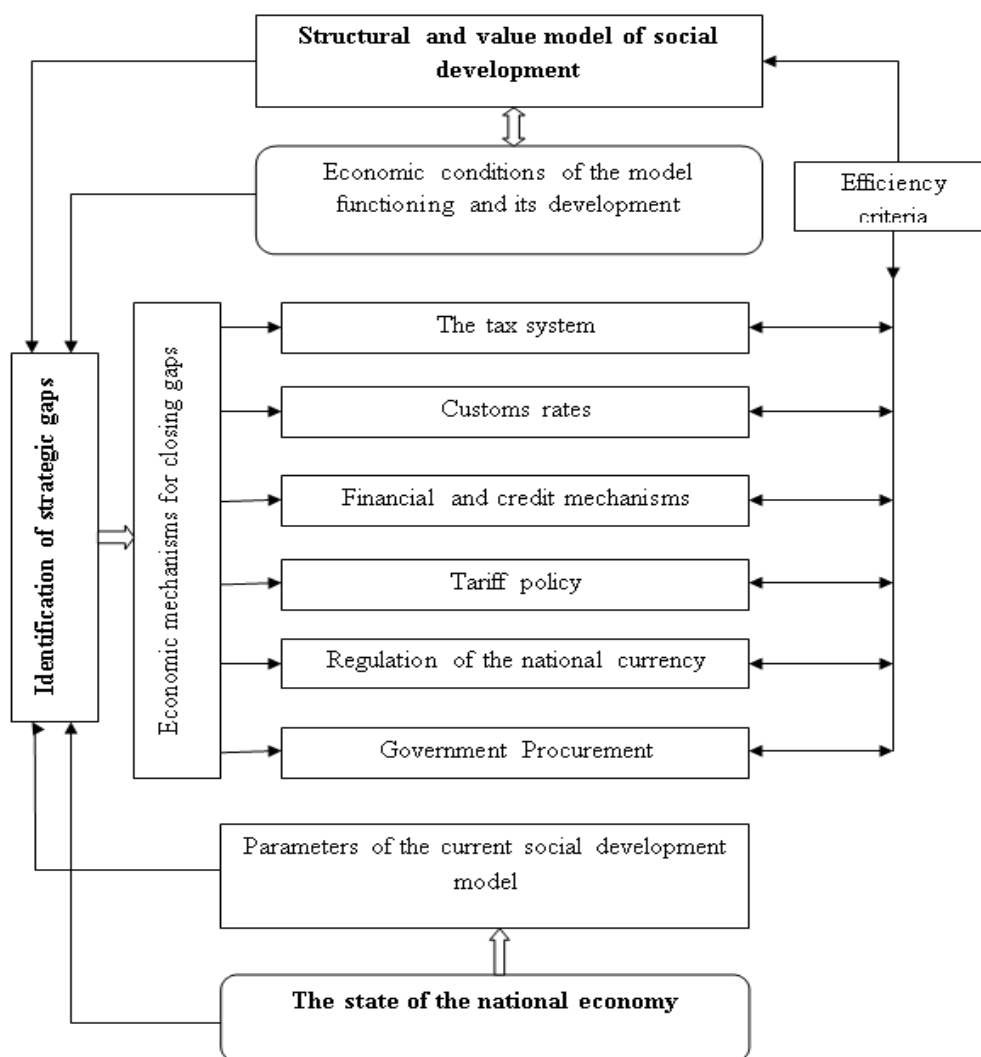 Structural and value model of social
development
Economic conditions of the model
functioning and its development
Efficiency
criteria
The tax system
Customs rates
Financial and credit mechanisms
Tariff policy
Regulation of the national currency
Government Procurement
Identification of strategic gaps
Economic mechanisms for closing gaps
Parameters of the current social development
model
The state of the national economy